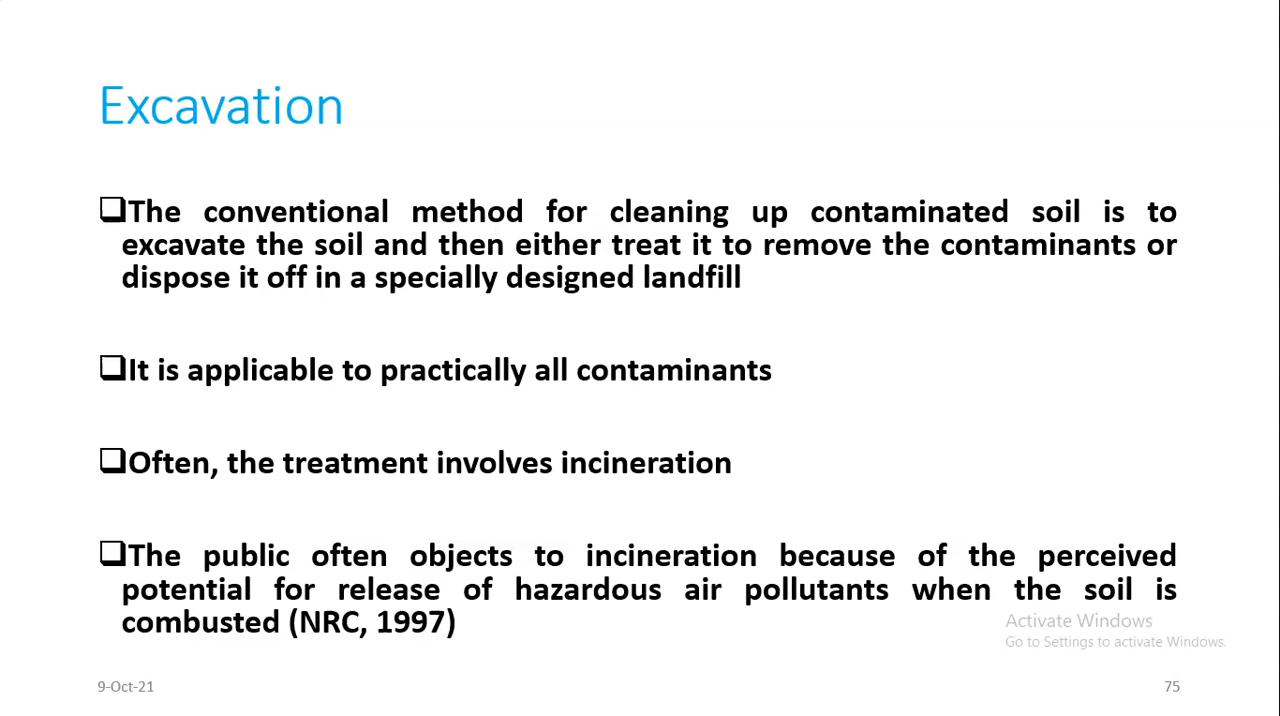 Excavation
❑The conventional method for cleaning up contaminated soil is to
excavate the soil and then either treat it to remove the contaminants or
dispose it off in a specially designed landfill
❑It is applicable to practically all contaminants
❑Often, the treatment involves incineration
❑The public often objects to incineration because of the perceived
potential for release of hazardous air pollutants when the soil is
combusted (NRC, 1997)
Activate Windows
Go to Settings to activate Windows.
9-Oct-21
75